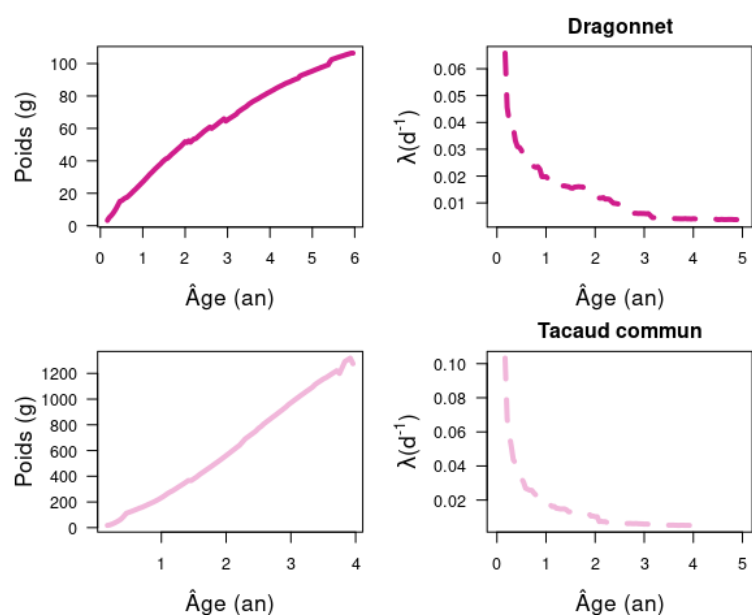 Dragonnet
Poids (g)
100
80
60
40
20
0
0 1 2 3 4 5 6
Âge (an)
λ(d⁻¹)
0.06
0.05
0.04
0.03
0.02
0.01
0 1 2 3 4 5
Âge (an)
Tacaud commun
Poids (g)
1200
1000
800
600
400
200
0
1 2 3 4
Âge (an)
λ(d⁻¹)
0.10
0.08
0.06
0.04
0.02
0 1 2 3 4 5
Âge (an)